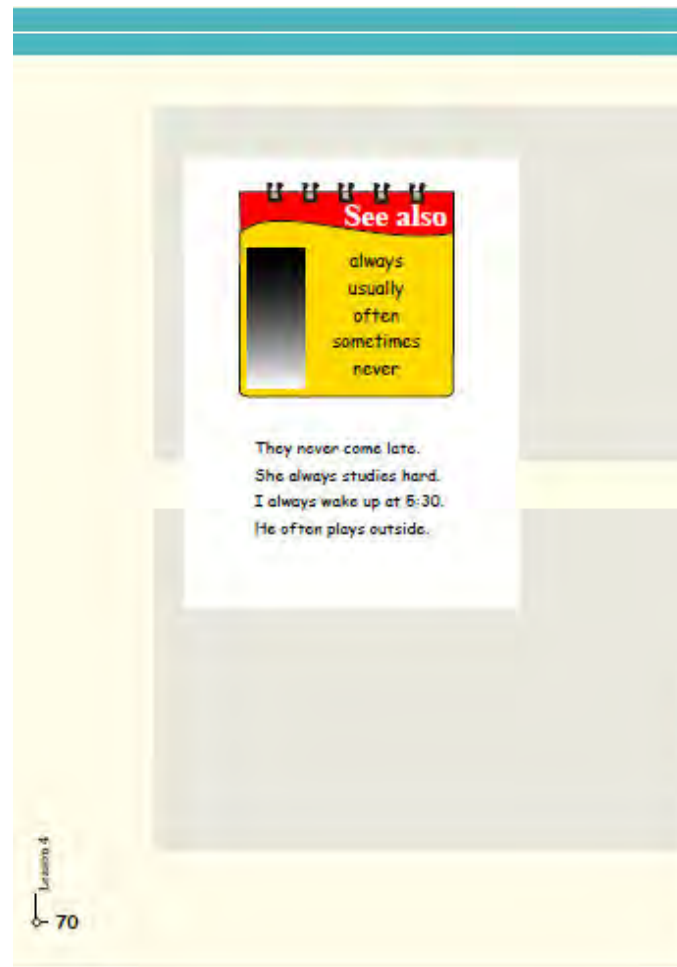 See also
always
usually
often
sometimes
never
They never come late.
She always studies hard.
I always wake up at 5:30.
He often plays outside.
Lesson 4
70